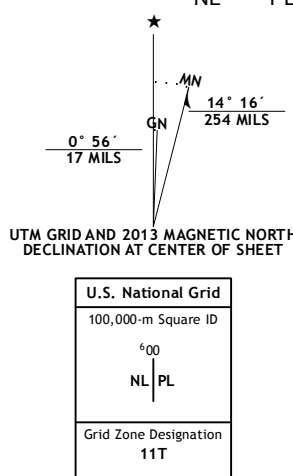 NL PL
★
MN
GN
14° 16´
254 MILS
0° 56´
17 MILS
UTM GRID AND 2013 MAGNETIC NORTH
DECLINATION AT CENTER OF SHEET
U.S. National Grid
100,000-m Square ID
⁶00
NL PL
Grid Zone Designation
11T